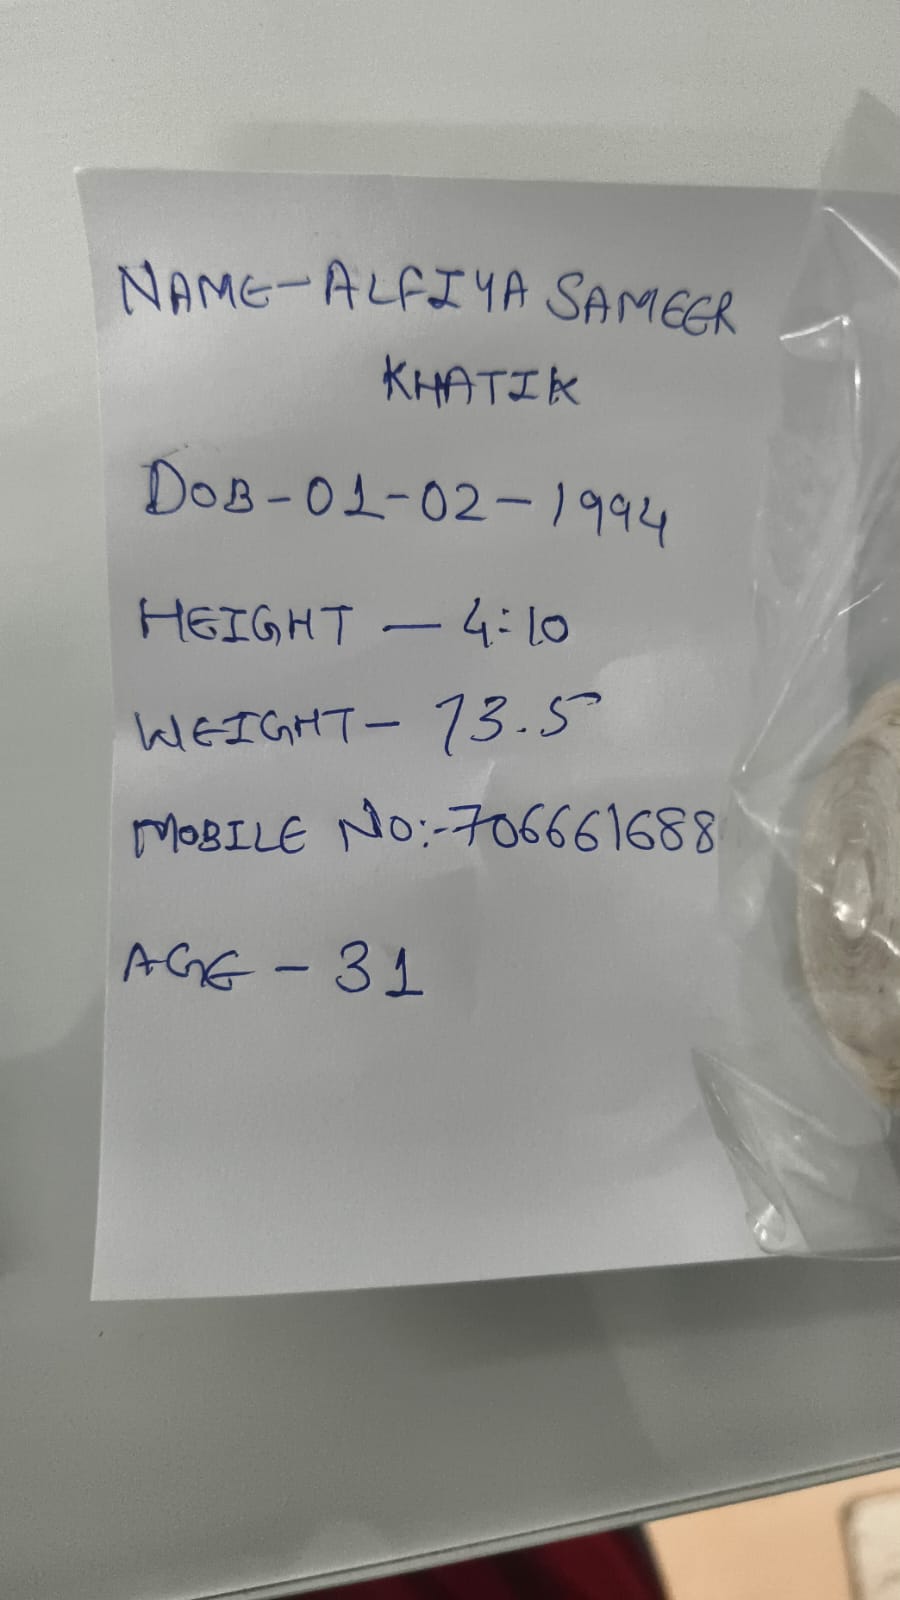 NAME-ALFIYA SAMEER
KHATIK
DOB-01-02-1994
HEIGHT - 4:10
WEIGHT- 73.5
MOBILE NO:-706661688
AGE - 31